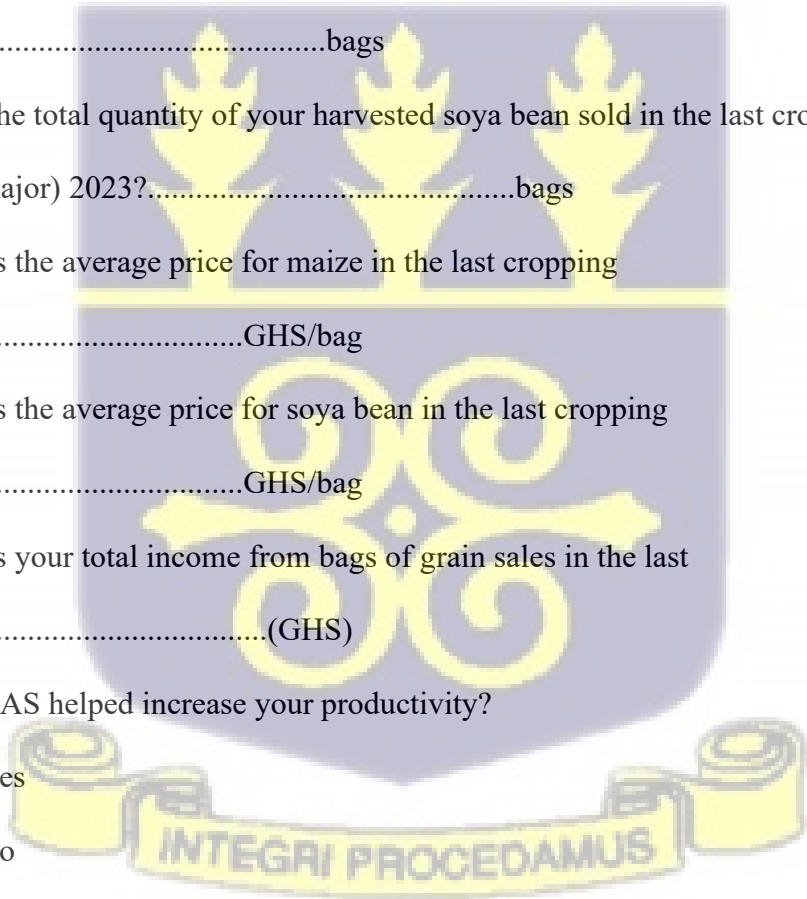 .........................................bags
he total quantity of your harvested soya bean sold in the last cro
ajor) 2023?..............................................bags
s the average price for maize in the last cropping
...............................GHS/bag
s the average price for soya bean in the last cropping
...............................GHS/bag
s your total income from bags of grain sales in the last
..................................(GHS)
AS helped increase your productivity?
es
o
INTEGRI PROCEDAMUS